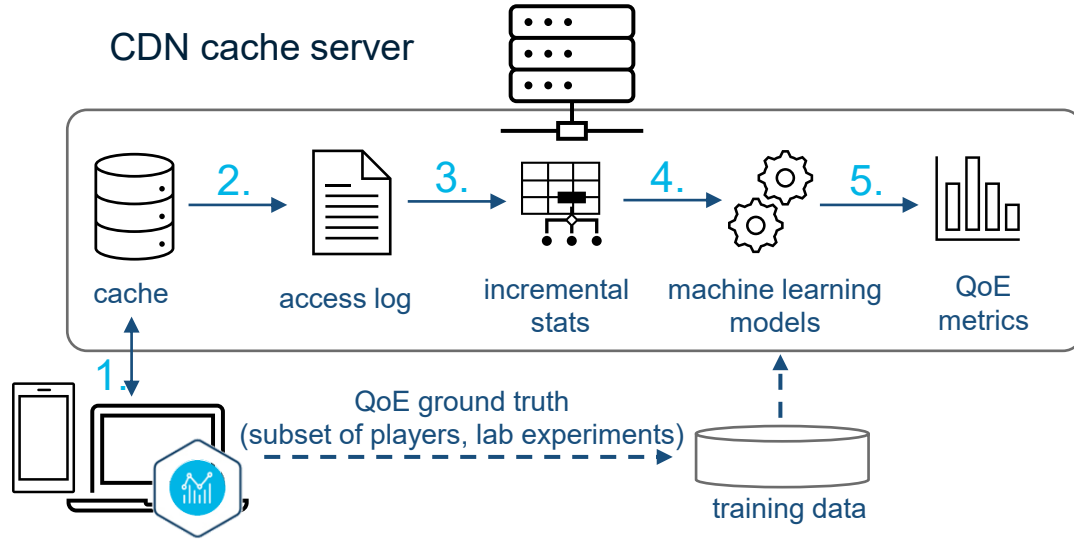 CDN cache server
2.
3.
4.
5.
cache
access log
incremental
stats
machine learning
models
QoE
metrics
1.
QoE ground truth
(subset of players, lab experiments)
training data